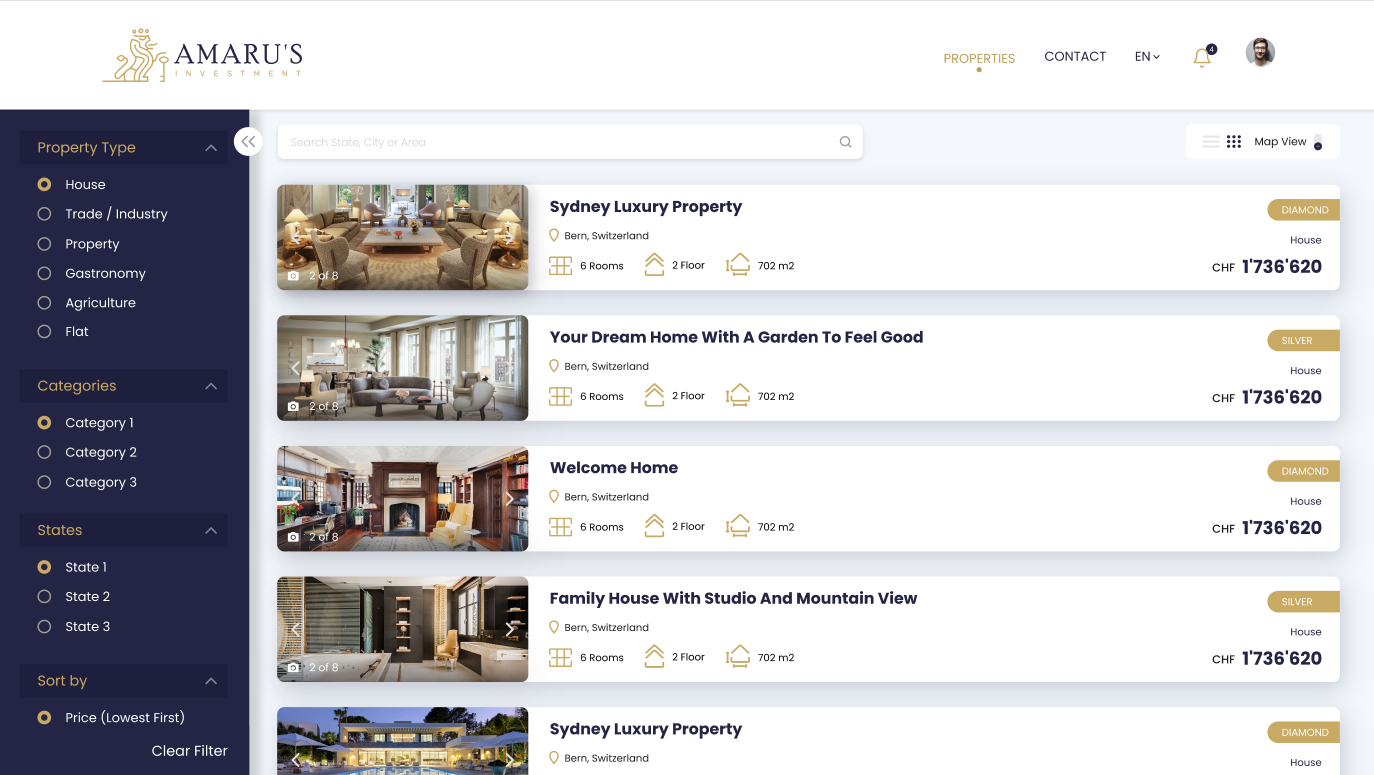 AMARU'S
INVESTMENT
PROPERTIES
CONTACT
EN
4
Property Type
House
Trade / Industry
Property
Gastronomy
Agriculture
Flat
Categories
Category 1
Category 2
Category 3
States
State 1
State 2
State 3
Sort by
Price (Lowest First)
Clear Filter
Search State, City or Area
Map View
2 of 8
Sydney Luxury Property
Bern, Switzerland
6 Rooms
2 Floor
702 m2
DIAMOND
House
CHF 1'736'620
2 of 8
Your Dream Home With A Garden To Feel Good
Bern, Switzerland
6 Rooms
2 Floor
702 m2
SILVER
House
CHF 1'736'620
2 of 8
Welcome Home
Bern, Switzerland
6 Rooms
2 Floor
702 m2
DIAMOND
House
CHF 1'736'620
2 of 8
Family House With Studio And Mountain View
Bern, Switzerland
6 Rooms
2 Floor
702 m2
SILVER
House
CHF 1'736'620
Sydney Luxury Property
Bern, Switzerland
DIAMOND
House